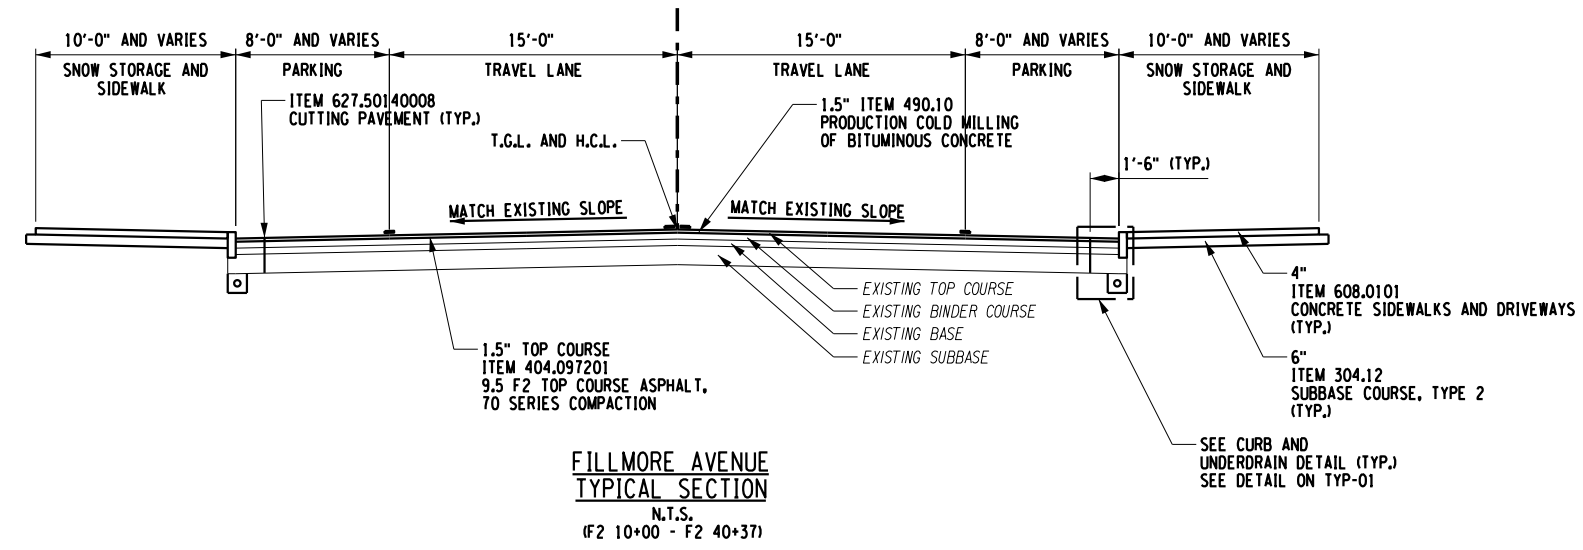 10'-0" AND VARIES
8'-0" AND VARIES
15'-0"
15'-0"
8'-0" AND VARIES
10'-0" AND VARIES
SNOW STORAGE AND
SIDEWALK
PARKING
TRAVEL LANE
TRAVEL LANE
PARKING
SNOW STORAGE AND
SIDEWALK
ITEM 627.50140008
CUTTING PAVEMENT (TYP.)
T.G.L. AND H.C.L.
1.5" ITEM 490.10
PRODUCTION COLD MILLING
OF BITUMINOUS CONCRETE
1'-6" (TYP.)
MATCH EXISTING SLOPE
MATCH EXISTING SLOPE
EXISTING TOP COURSE
EXISTING BINDER COURSE
EXISTING BASE
EXISTING SUBBASE
4"
ITEM 608.0101
CONCRETE SIDEWALKS AND DRIVEWAYS
(TYP.)
1.5" TOP COURSE
ITEM 404.097201
9.5 F2 TOP COURSE ASPHALT,
70 SERIES COMPACTION
6"
ITEM 304.12
SUBBASE COURSE, TYPE 2
(TYP.)
SEE CURB AND
UNDERDRAIN DETAIL (TYP.)
SEE DETAIL ON TYP-01
FILLMORE AVENUE
TYPICAL SECTION
N.T.S.
(F2 10+00 - F2 40+37)